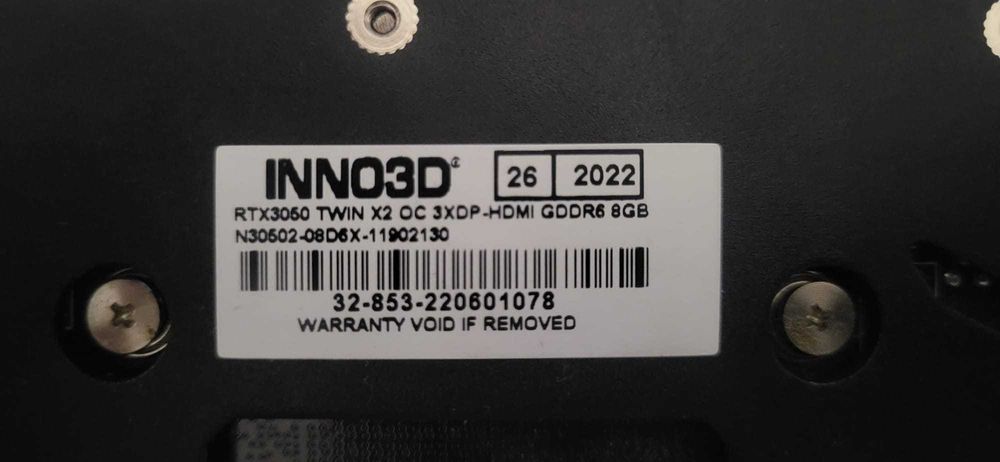 INNO3D® 26 2022
RTX3050 TWIN X2 OC 3XDP-HDMI GDDR6 8GB
N30502-08D6X-11902130
32-853-220601078
WARRANTY VOID IF REMOVED